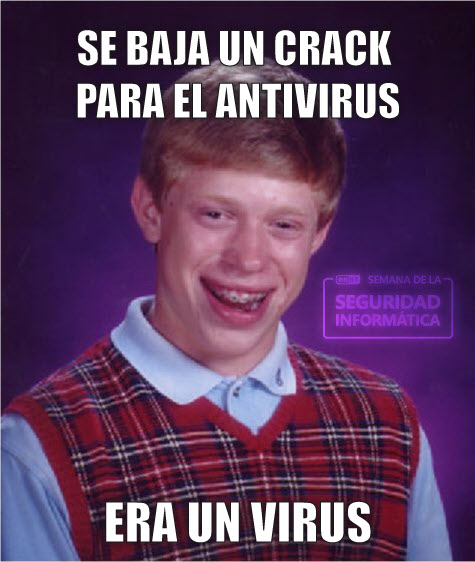 SE BAJA UN CRACK
PARA EL ANTIVIRUS
SEMANA DE LA
SEGURIDAD
INFORMÁTICA
ERA UN VIRUS